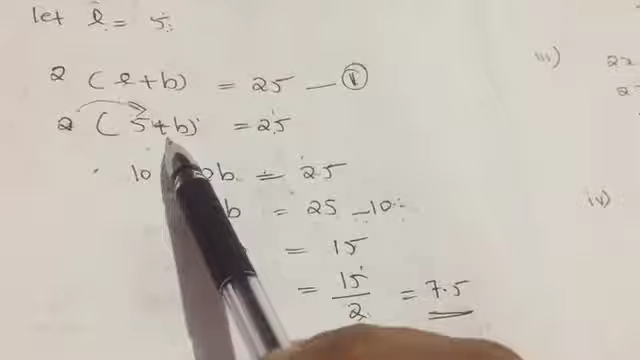 let l = 5
2 (l+b) = 25 — ①
2 (5+b) = 25
10 b = 25
b = 25 - 10
= 15
= 15/2 = 7.5
iii)
iv)